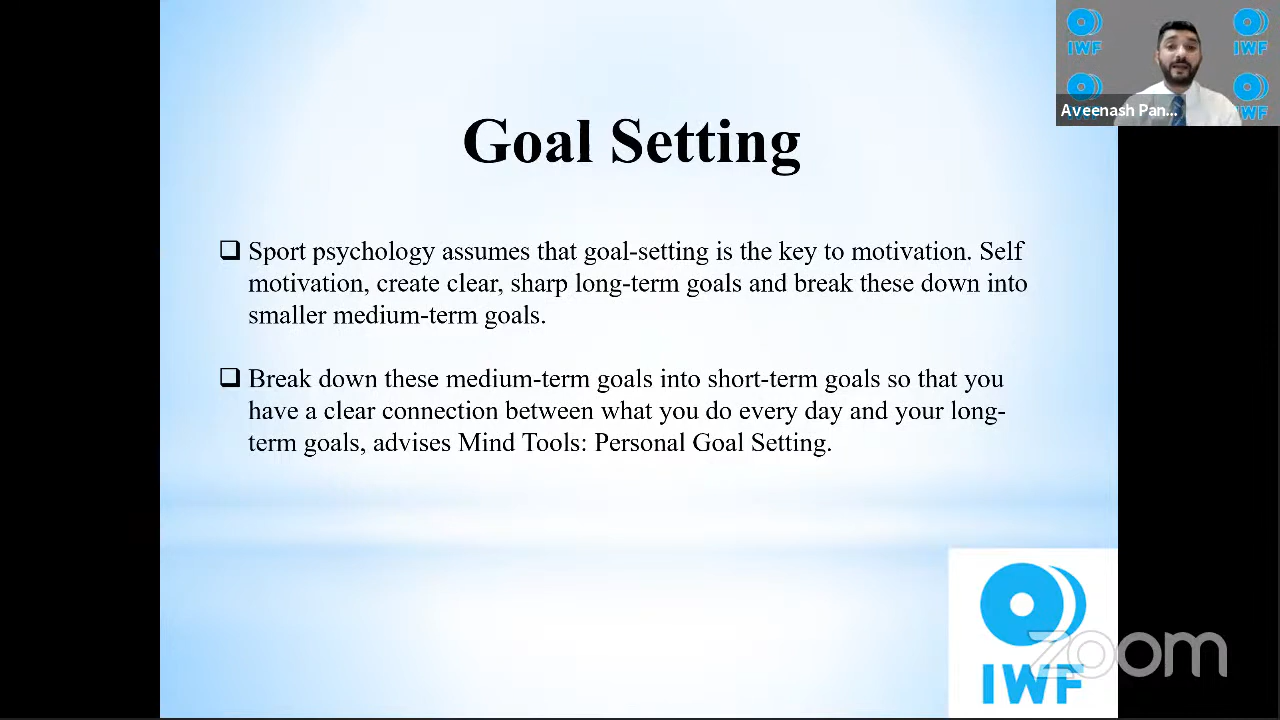 IWF IWF
Aveenash Pan...
IWF
Goal Setting
❑ Sport psychology assumes that goal-setting is the key to motivation. Self
motivation, create clear, sharp long-term goals and break these down into
smaller medium-term goals.
❑ Break down these medium-term goals into short-term goals so that you
have a clear connection between what you do every day and your long-
term goals, advises Mind Tools: Personal Goal Setting.
zoom
IWF